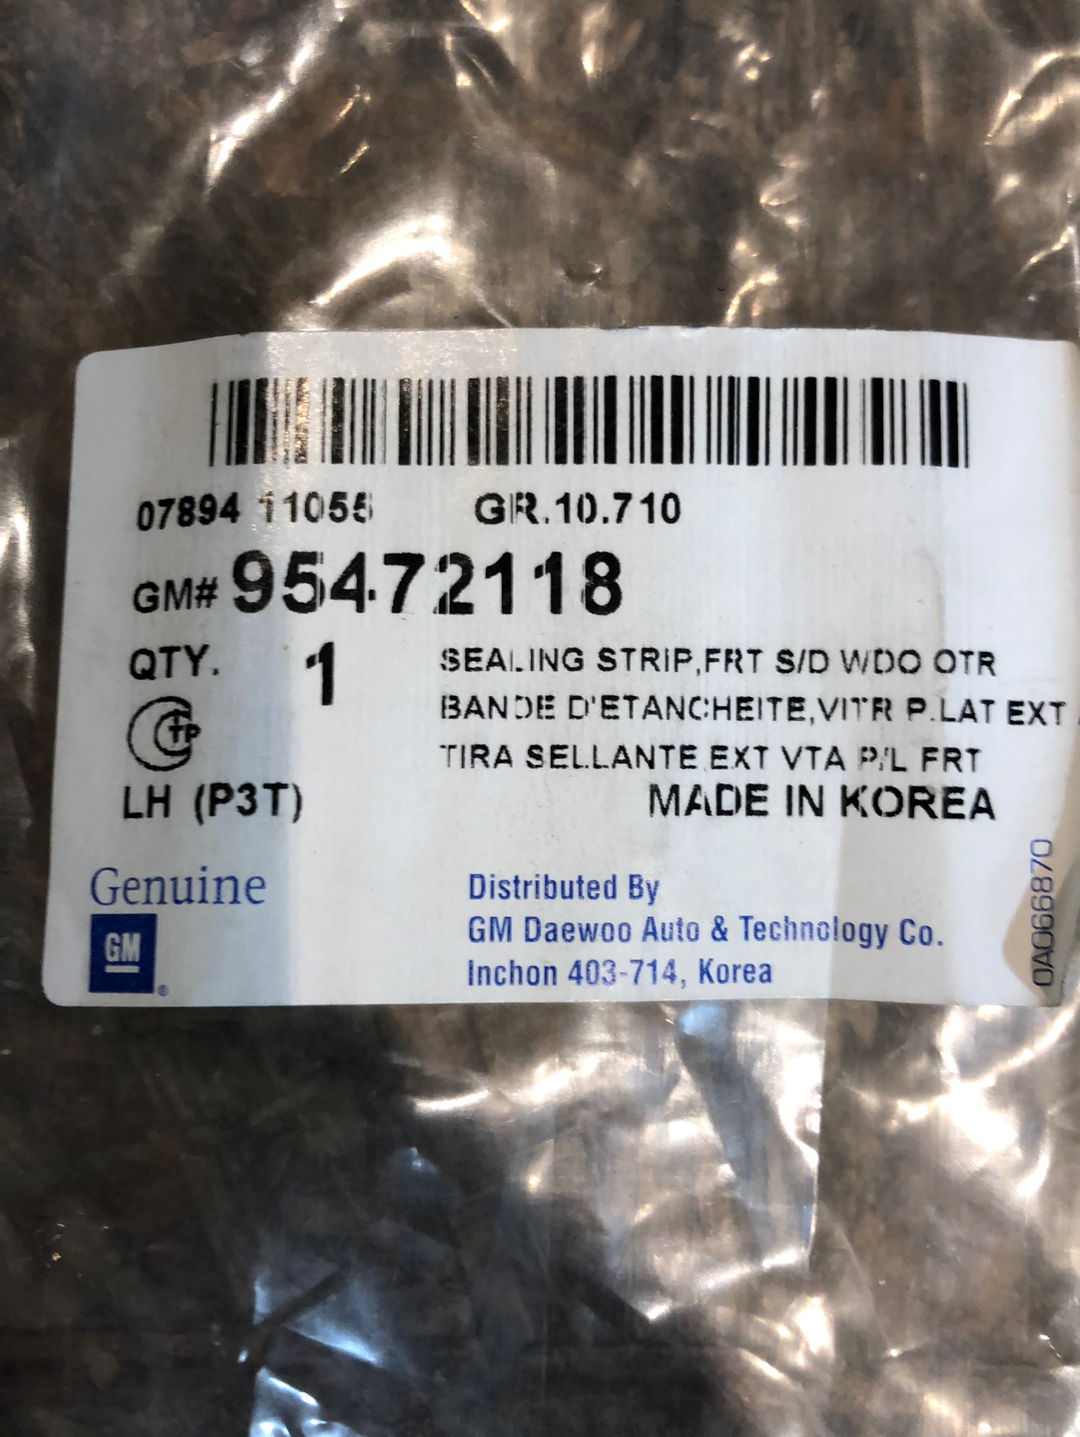 07894 11055 GR.10.710
GM# 95472118
QTY. 1 SEALING STRIP,FRT S/D WDO OTR
BANDE D'ETANCHEITE,VITR P.LAT EXT
TIRA SELLANTE EXT VTA P/L FRT
LH (P3T) MADE IN KOREA
Genuine
GM
Distributed By
GM Daewoo Auto & Technology Co.
Inchon 403-714, Korea
0A066870